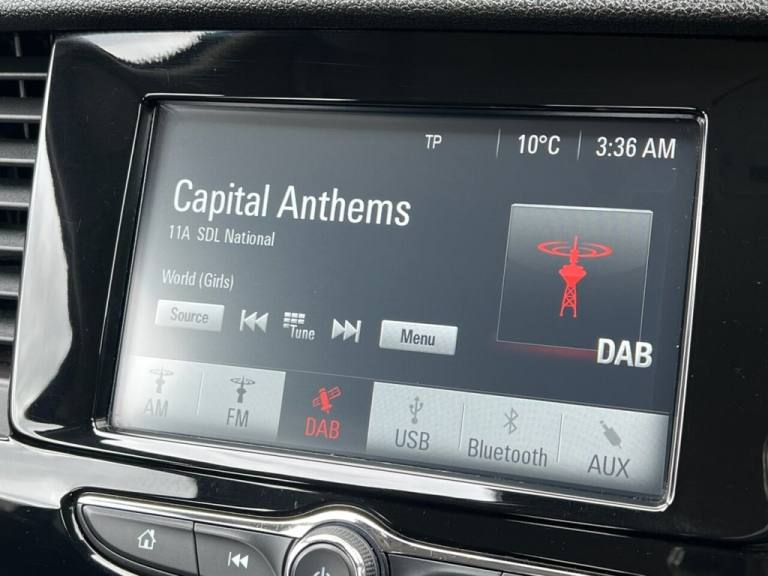 TP 10°C 3:36 AM
Capital Anthems
11A SDL National
World (Girls)
Source Tune Menu
DAB
AM FM DAB USB Bluetooth AUX